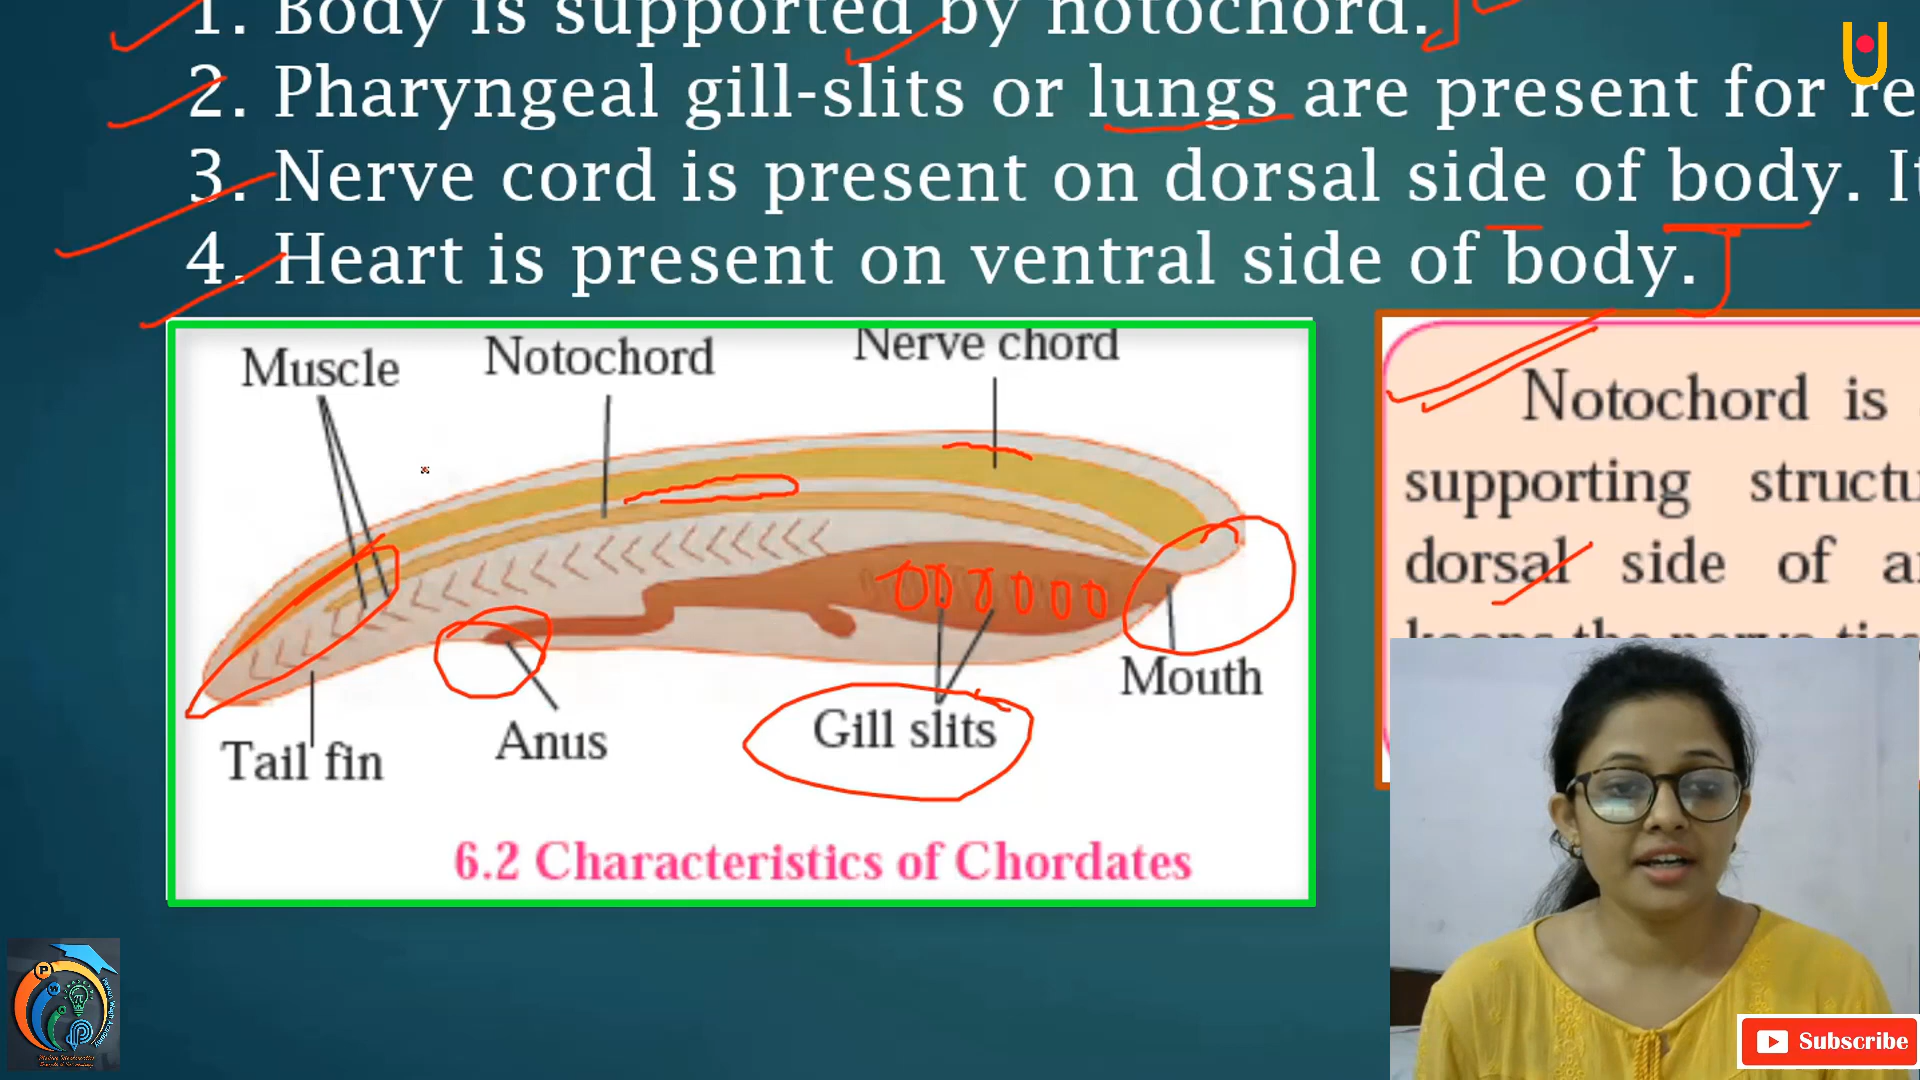 1. Body is supported by notochord.
2. Pharyngeal gill-slits or lungs are present for re
3. Nerve cord is present on dorsal side of body. It
4. Heart is present on ventral side of body.
Muscle
Notochord
Nerve chord
Tail fin
Anus
Gill slits
Mouth
6.2 Characteristics of Chordates
Notochord is
supporting structu
dorsal side of a
keeps the nerve
Subscribe